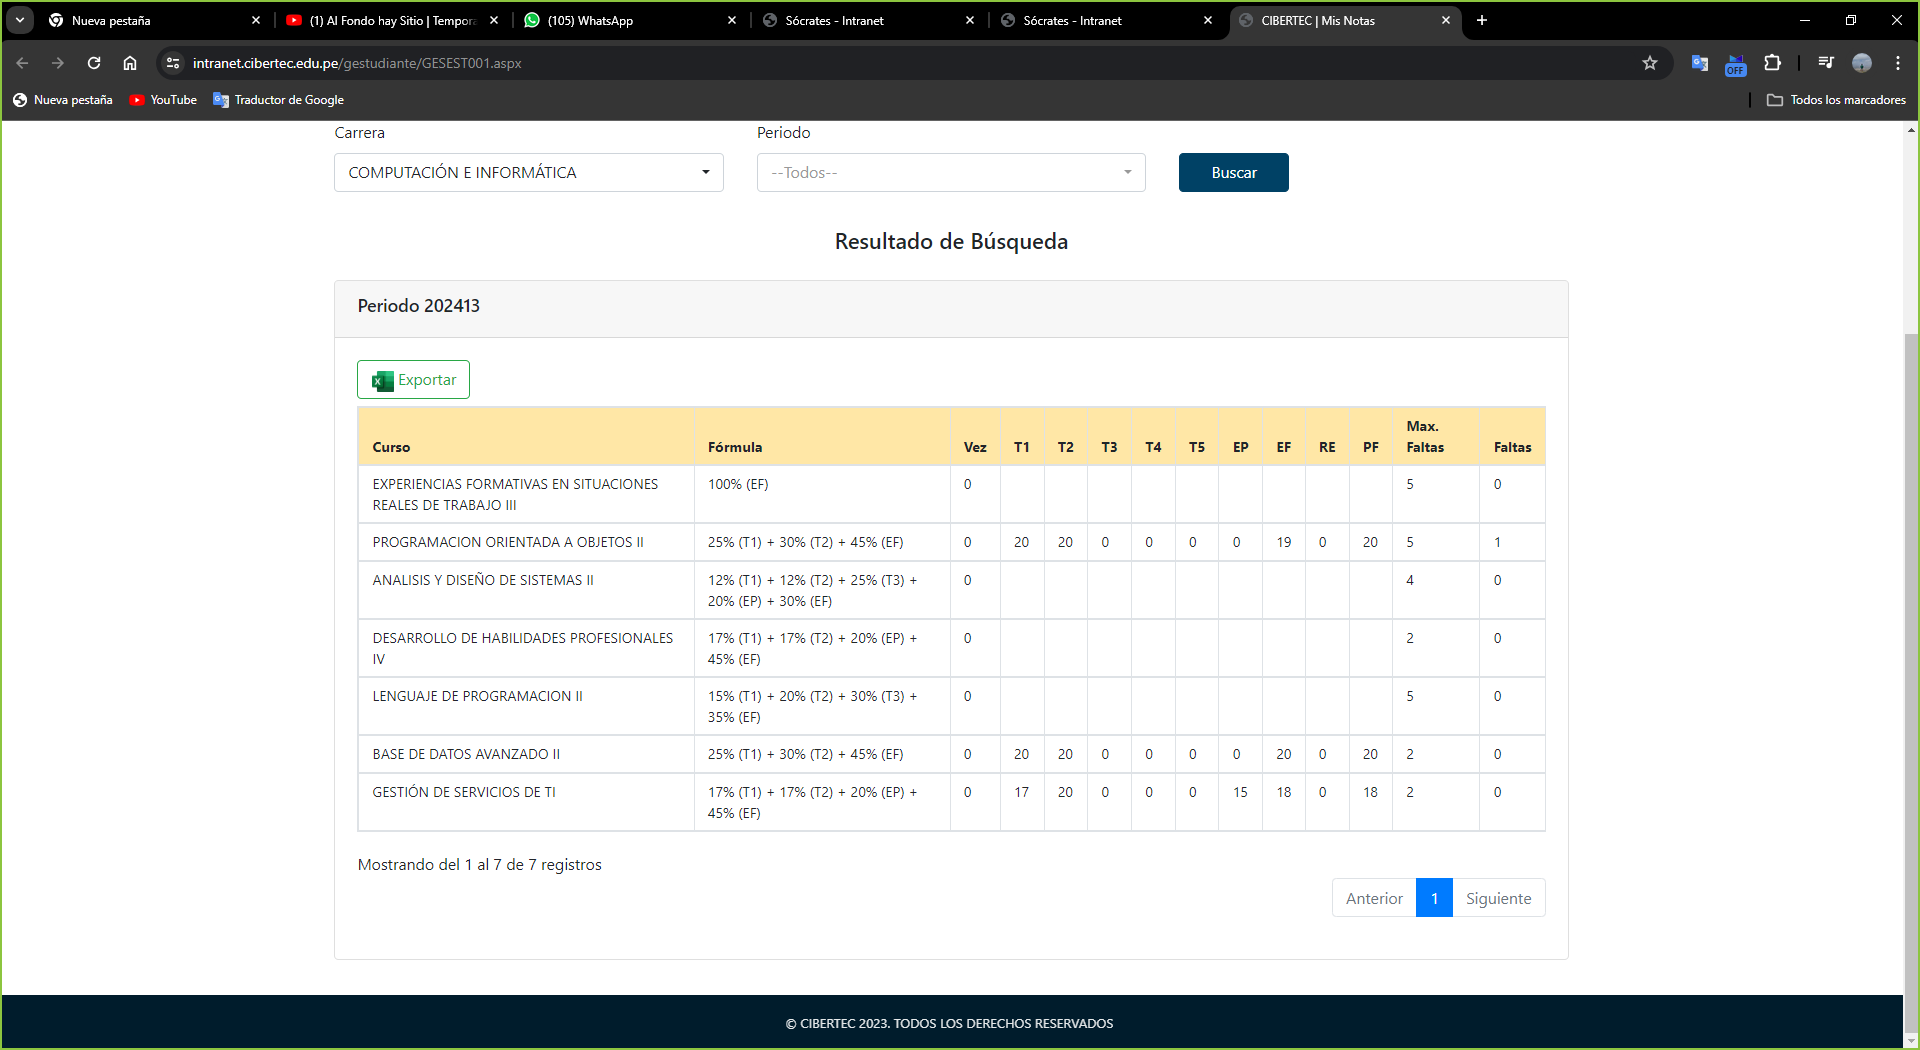 Nueva pestaña
(1) Al Fondo hay Sitio | Tempora
(105) WhatsApp
Sócrates - Intranet
Sócrates - Intranet
CIBERTEC | Mis Notas
intranet.cibertec.edu.pe/gestudiante/GESEST001.aspx
OFF
Nueva pestaña
YouTube
Traductor de Google
Todos los marcadores
Carrera
Periodo
COMPUTACIÓN E INFORMÁTICA
--Todos--
Buscar
Resultado de Búsqueda
Periodo 202413
Exportar
Curso Fórmula Vez T1 T2 T3 T4 T5 EP EF RE PF Max. Faltas Faltas
EXPERIENCIAS FORMATIVAS EN SITUACIONES REALES DE TRABAJO III 100% (EF) 0 5 0
PROGRAMACION ORIENTADA A OBJETOS II 25% (T1) + 30% (T2) + 45% (EF) 0 20 20 0 0 0 0 19 0 20 5 1
ANALISIS Y DISEÑO DE SISTEMAS II 12% (T1) + 12% (T2) + 25% (T3) + 20% (EP) + 30% (EF) 0 4 0
DESARROLLO DE HABILIDADES PROFESIONALES IV 17% (T1) + 17% (T2) + 20% (EP) + 45% (EF) 0 2 0
LENGUAJE DE PROGRAMACION II 15% (T1) + 20% (T2) + 30% (T3) + 35% (EF) 0 5 0
BASE DE DATOS AVANZADO II 25% (T1) + 30% (T2) + 45% (EF) 0 20 20 0 0 0 0 20 0 20 2 0
GESTIÓN DE SERVICIOS DE TI 17% (T1) + 17% (T2) + 20% (EP) + 45% (EF) 0 17 20 0 0 0 15 18 0 18 2 0
Mostrando del 1 al 7 de 7 registros
Anterior 1 Siguiente
© CIBERTEC 2023. TODOS LOS DERECHOS RESERVADOS